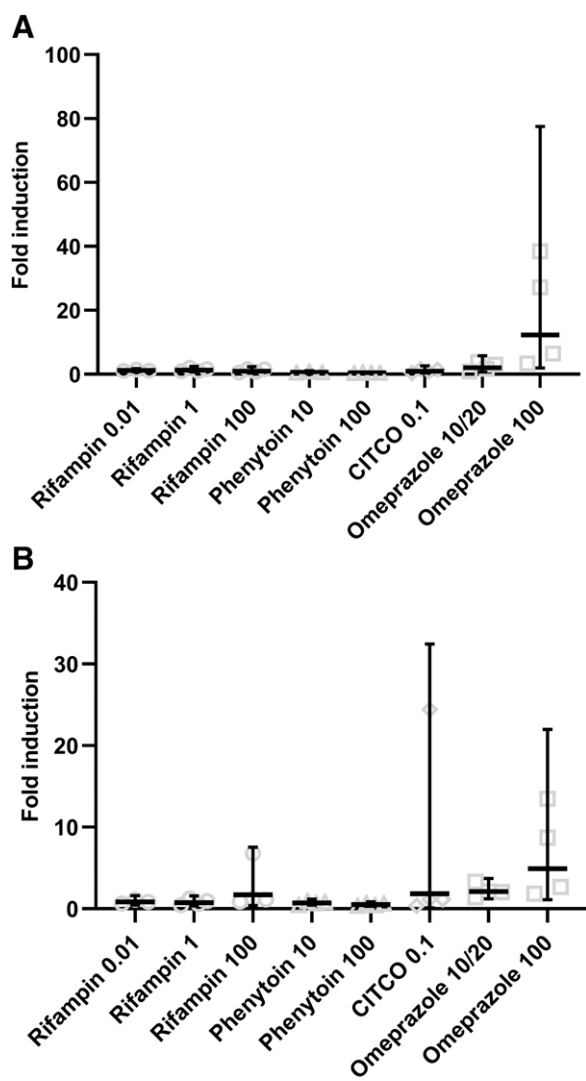 A
100
80
60
40
20
0
Fold induction
Rifampin 0.01
Rifampin 1
Rifampin 100
Phenytoin 10
Phenytoin 100
CITCO 0.1
Omeprazole 10/20
Omeprazole 100
B
40
30
20
10
0
Fold induction
Rifampin 0.01
Rifampin 1
Rifampin 100
Phenytoin 10
Phenytoin 100
CITCO 0.1
Omeprazole 10/20
Omeprazole 100